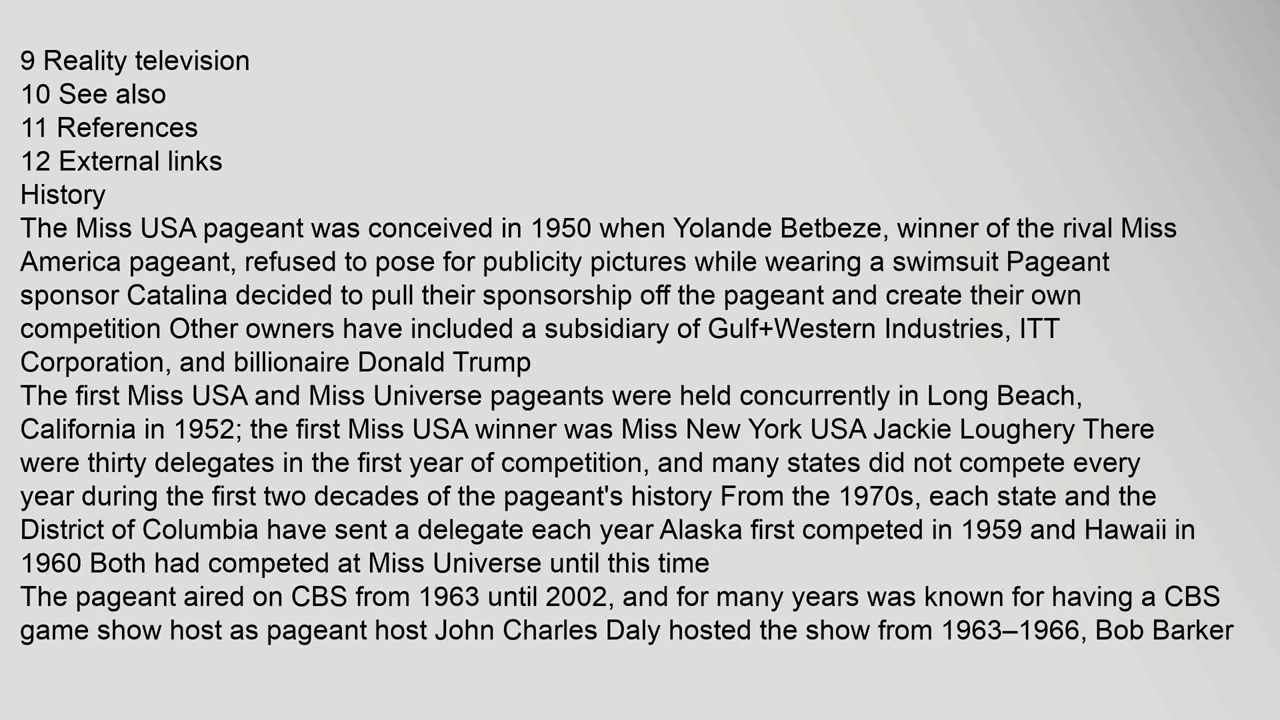 9 Reality television
10 See also
11 References
12 External links
History
The Miss USA pageant was conceived in 1950 when Yolande Betbeze, winner of the rival Miss
America pageant, refused to pose for publicity pictures while wearing a swimsuit Pageant
sponsor Catalina decided to pull their sponsorship off the pageant and create their own
competition Other owners have included a subsidiary of Gulf+Western Industries, ITT
Corporation, and billionaire Donald Trump
The first Miss USA and Miss Universe pageants were held concurrently in Long Beach,
California in 1952; the first Miss USA winner was Miss New York USA Jackie Loughery There
were thirty delegates in the first year of competition, and many states did not compete every
year during the first two decades of the pageant's history From the 1970s, each state and the
District of Columbia have sent a delegate each year Alaska first competed in 1959 and Hawaii in
1960 Both had competed at Miss Universe until this time
The pageant aired on CBS from 1963 until 2002, and for many years was known for having a CBS
game show host as pageant host John Charles Daly hosted the show from 1963–1966, Bob Barker